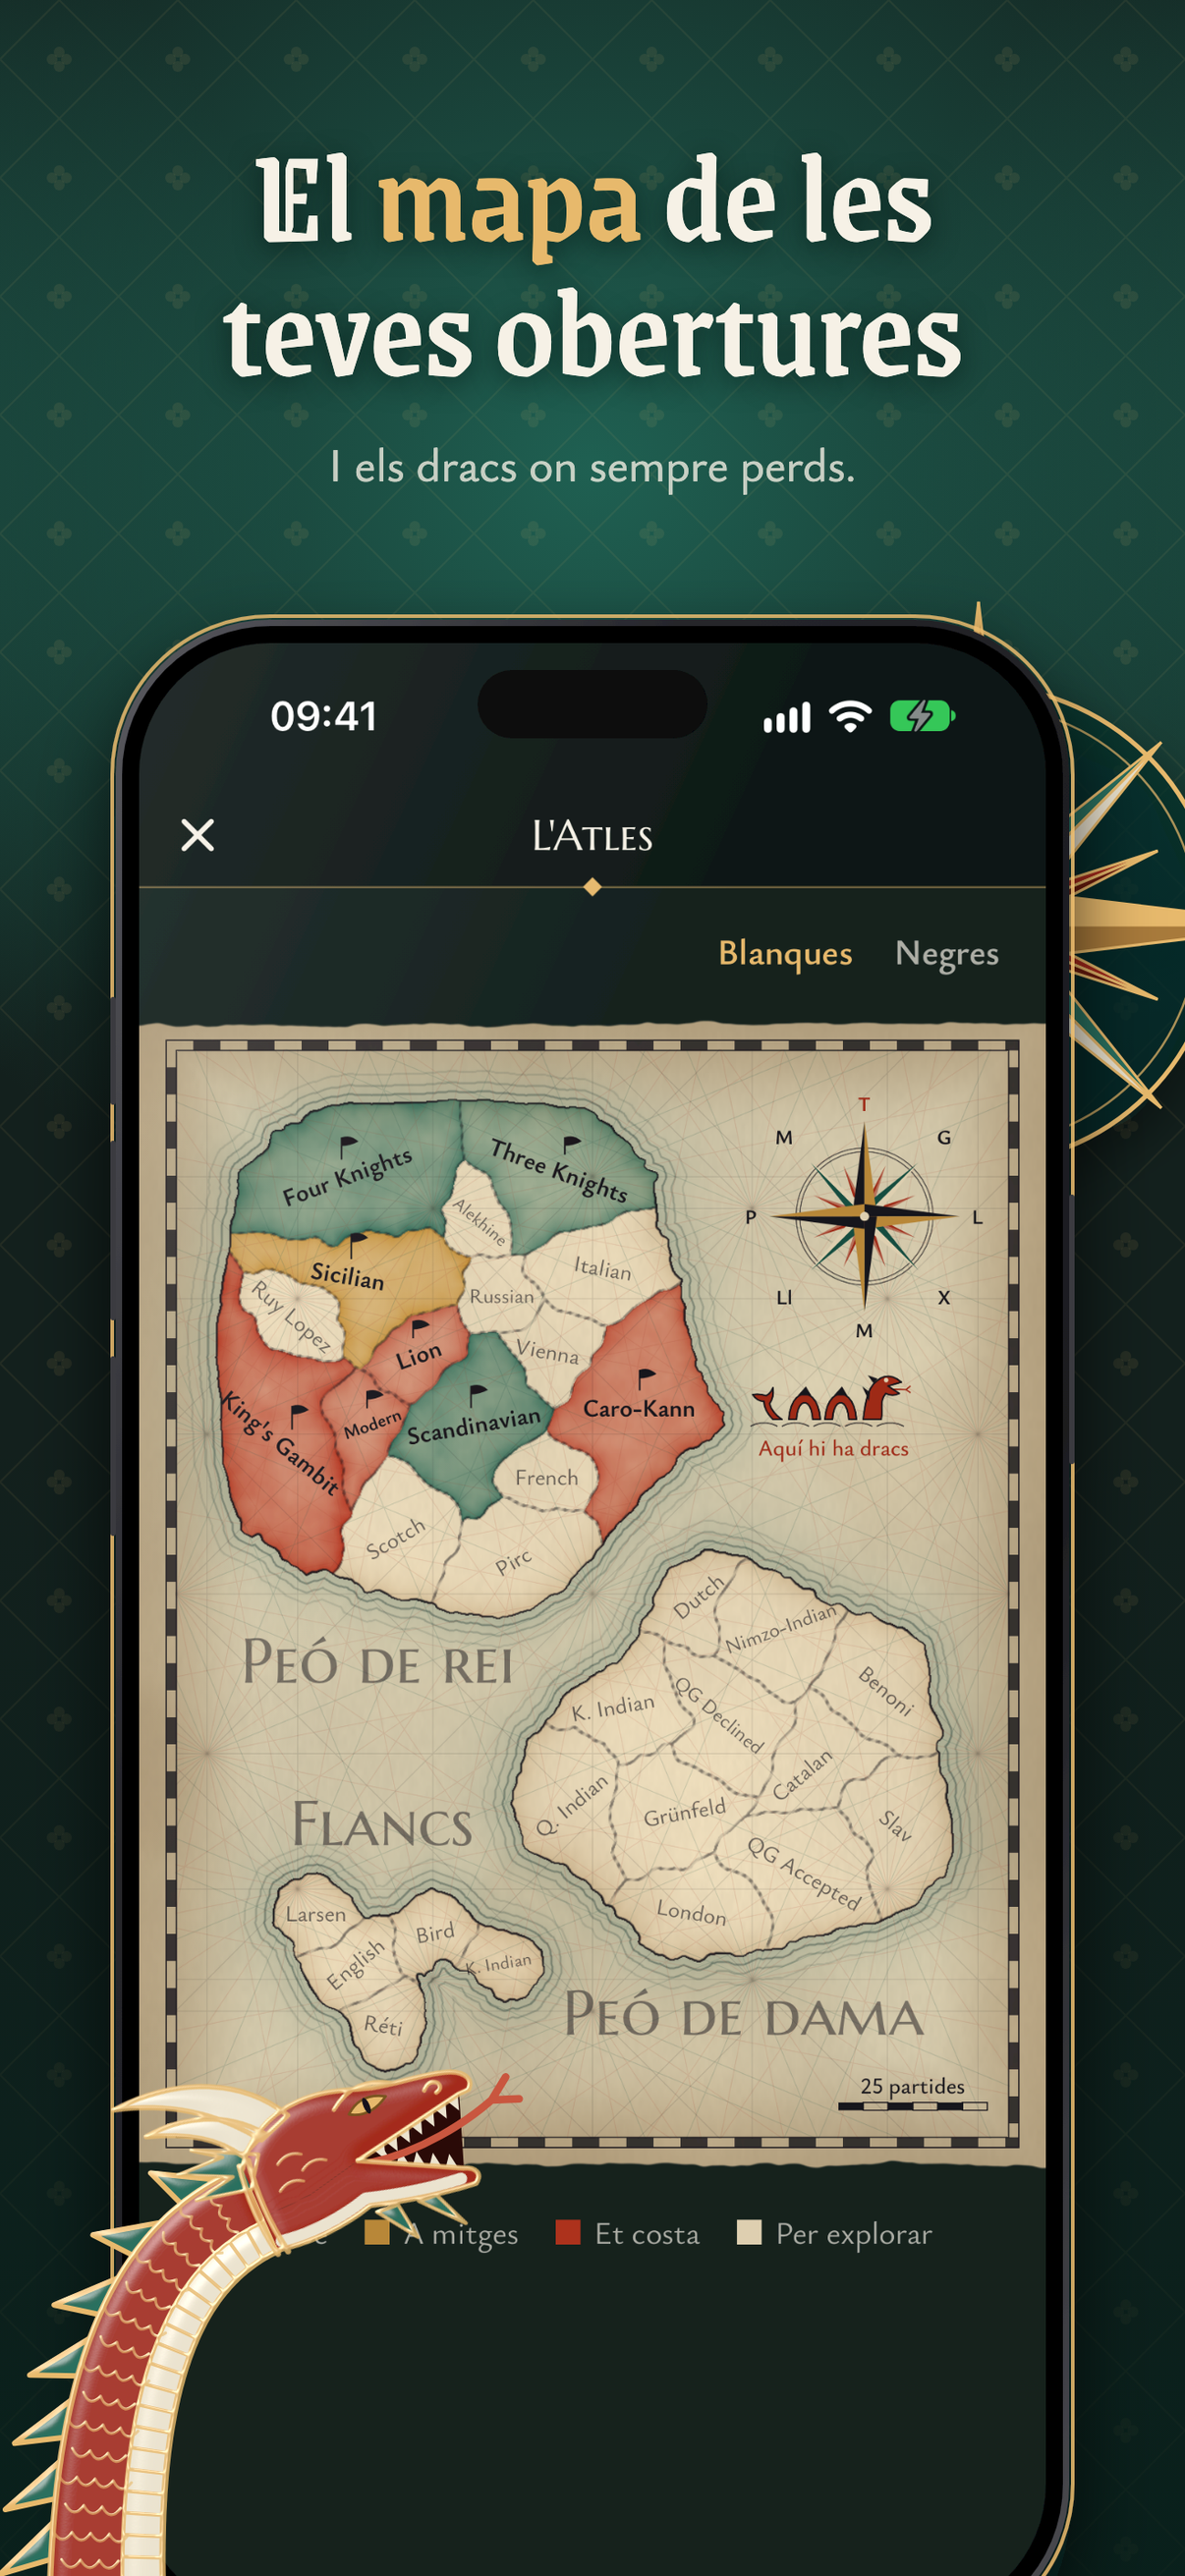 El mapa de les
teves obertures
I els dracs on sempre perds.
09:41
L'Atles
Blanques Negres
T
M G
P L
Ll X
M
Four Knights
Three Knights
Alekhine
Sicilian
Italian
Ruy Lopez
Russian
Lion
Vienna
King's Gambit
Modern
Scandinavian
Caro-Kann
Aquí hi ha dracs
French
Scotch
Pirc
Peó de rei
Dutch
Nimzo-Indian
Benoni
K. Indian
QG Declined
Catalan
Q. Indian
Grünfeld
Slav
QG Accepted
London
Flancs
Larsen
Bird
English
K. Indian
Réti
Peó de dama
25 partides
A mitges Et costa Per explorar